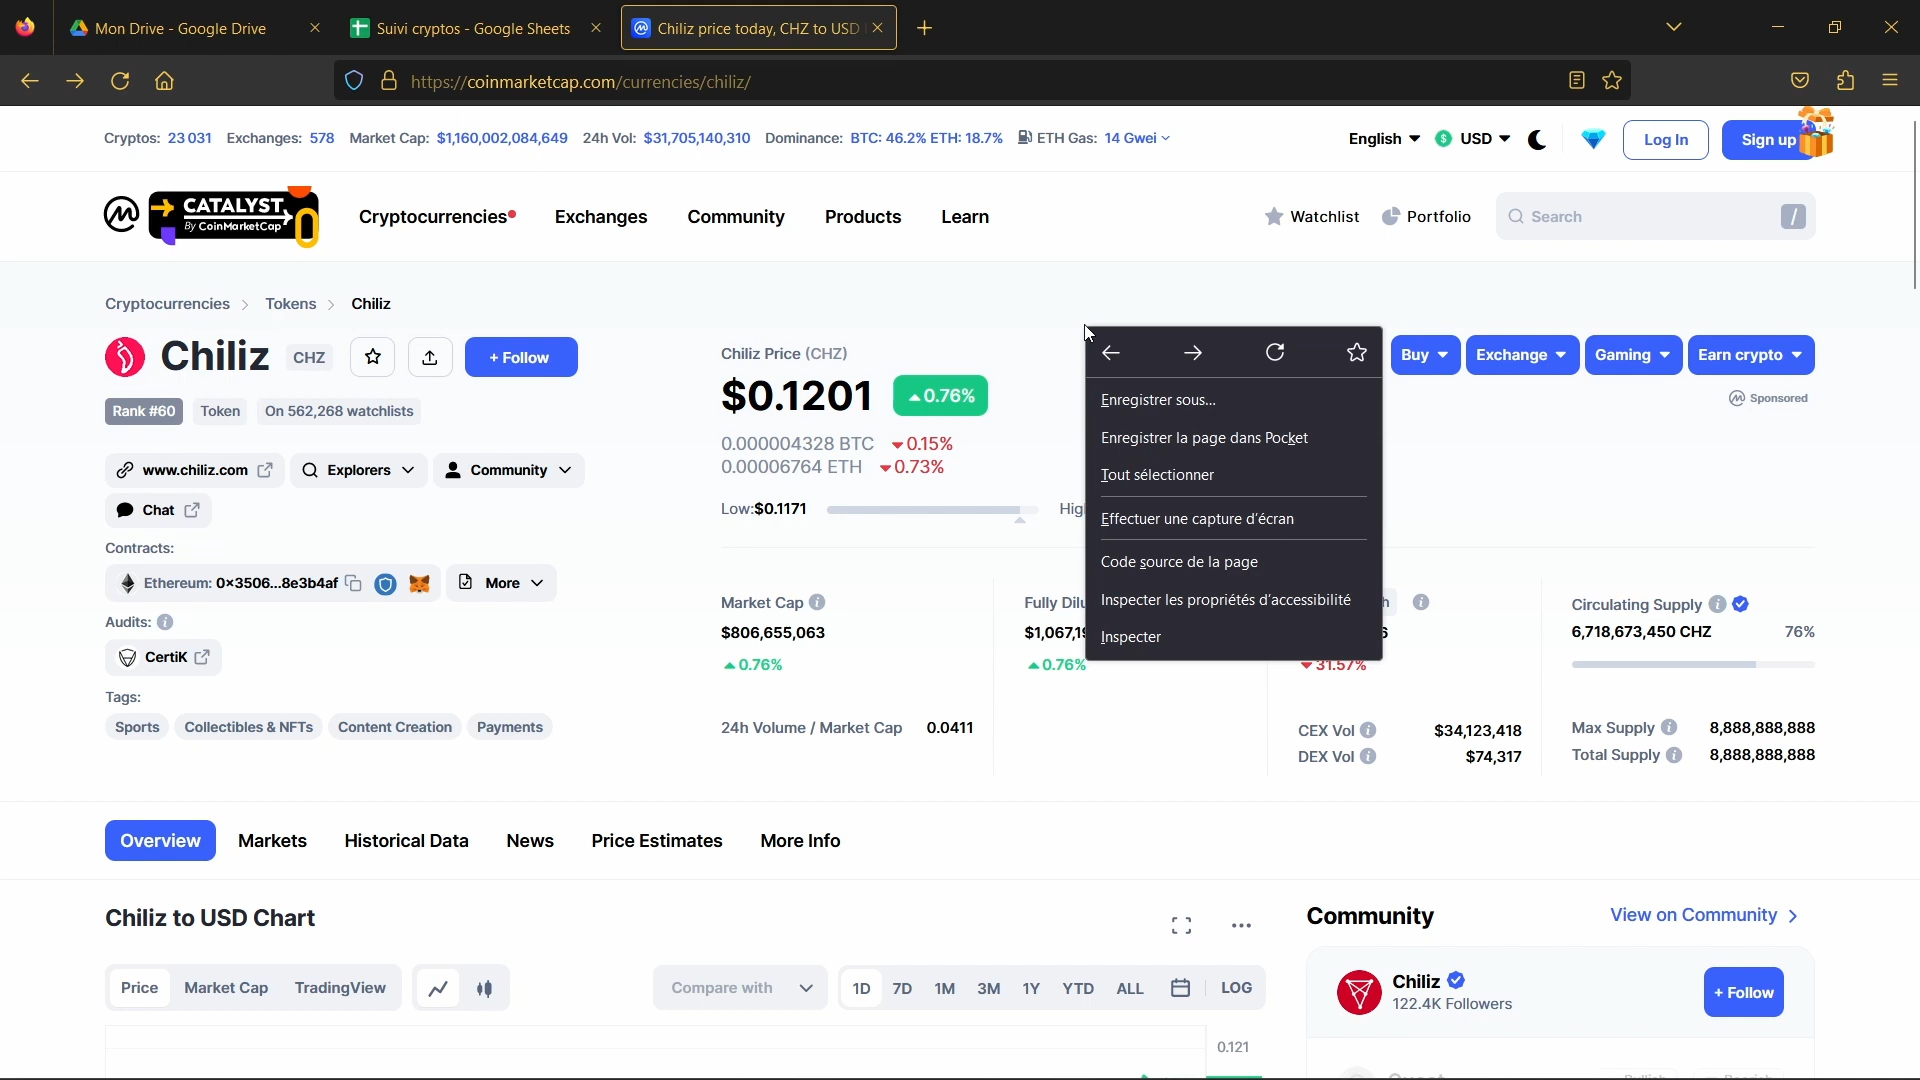 Mon Drive - Google Drive
Suivi cryptos - Google Sheets
Chiliz price today, CHZ to USD
https://coinmarketcap.com/currencies/chiliz/
Cryptos: 23 031 Exchanges: 578 Market Cap: $1,160,002,084,649 24h Vol: $31,705,140,310 Dominance: BTC: 46.2% ETH: 18.7% ETH Gas: 14 Gwei
English
USD
Log In
Sign up
CATALYST
By CoinMarketCap
Cryptocurrencies
Exchanges
Community
Products
Learn
Watchlist
Portfolio
Search
/
Cryptocurrencies > Tokens > Chiliz
Chiliz CHZ
+ Follow
Rank #60
Token
On 562,268 watchlists
www.chiliz.com
Explorers
Community
Chat
Contracts:
Ethereum: 0x3506...8e3b4af
More
Audits:
CertiK
Tags:
Sports
Collectibles & NFTs
Content Creation
Payments
Chiliz Price (CHZ)
$0.1201
0.76%
0.000004328 BTC 0.15%
0.00006764 ETH 0.73%
Low:$0.1171
Buy
Exchange
Gaming
Earn crypto
Sponsored
Enregistrer sous...
Enregistrer la page dans Pocket
Tout sélectionner
Effectuer une capture d'écran
Code source de la page
Inspecter les propriétés d'accessibilité
Inspecter
Market Cap
$806,655,063
0.76%
24h Volume / Market Cap 0.0411
Fully
0.76%
31.57%
CEX Vol $34,123,418
DEX Vol $74,317
Circulating Supply
6,718,673,450 CHZ 76%
Max Supply 8,888,888,888
Total Supply 8,888,888,888
Overview
Markets
Historical Data
News
Price Estimates
More Info
Chiliz to USD Chart
Price
Market Cap
TradingView
Compare with
1D
7D
1M
3M
1Y
YTD
ALL
LOG
0.121
Community
View on Community >
Chiliz
122.4K Followers
+ Follow